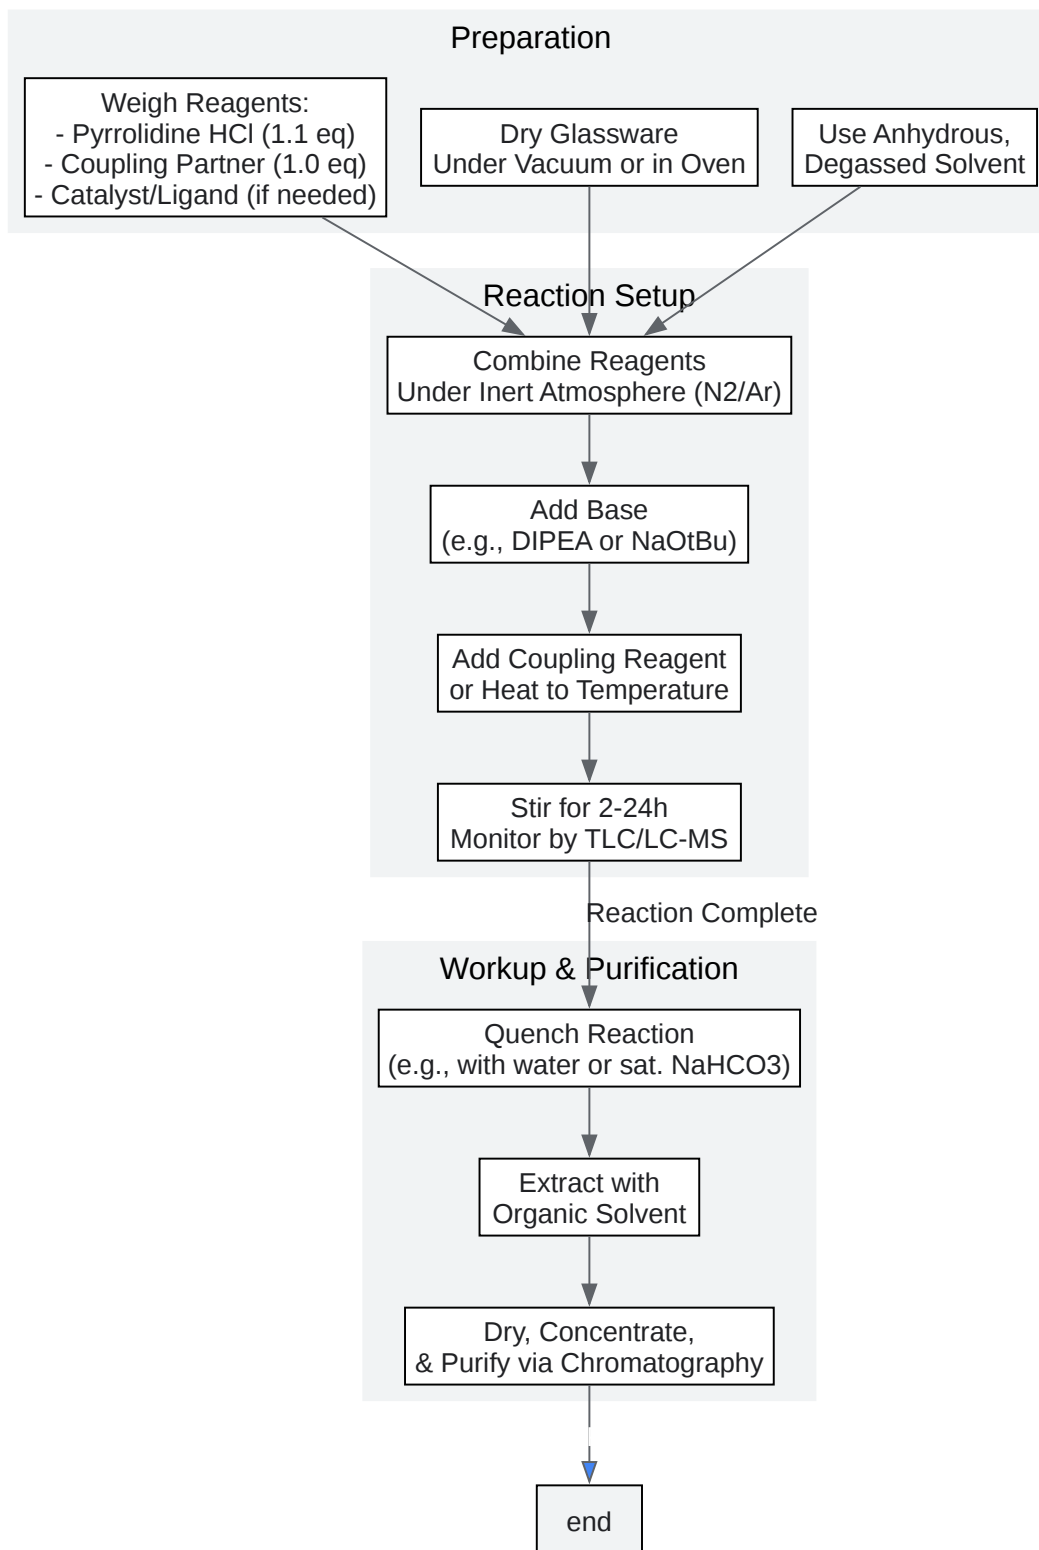 Preparation
Weigh Reagents:
- Pyrrolidine HCl (1.1 eq)
- Coupling Partner (1.0 eq)
- Catalyst/Ligand (if needed)
Dry Glassware
Under Vacuum or in Oven
Use Anhydrous,
Degassed Solvent
Reaction Setup
Combine Reagents
Under Inert Atmosphere (N2/Ar)
Add Base
(e.g., DIPEA or NaOtBu)
Add Coupling Reagent
or Heat to Temperature
Stir for 2-24h
Monitor by TLC/LC-MS
Reaction Complete
Workup & Purification
Quench Reaction
(e.g., with water or sat. NaHCO3)
Extract with
Organic Solvent
Dry, Concentrate,
& Purify via Chromatography
end